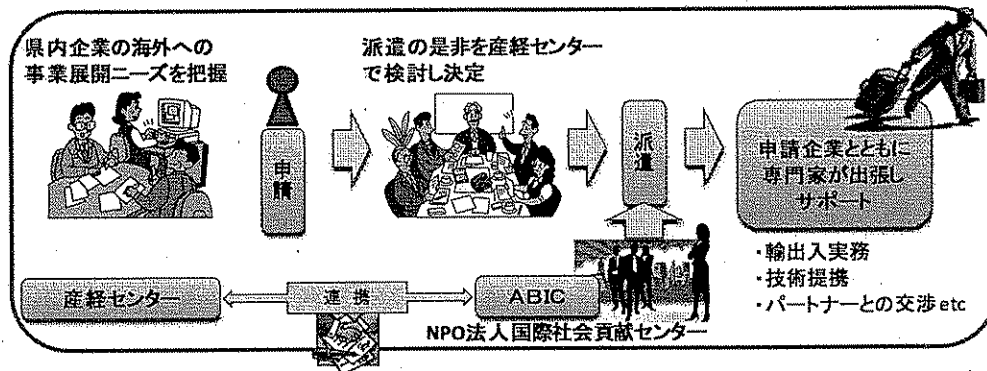 県内企業の海外への
事業展開ニーズを把握
申請
派遣の是非を産経センター
で検討し決定
派遣
申請企業とともに
専門家が出張し
サポート
・輸出入実務
・技術提携
・パートナーとの交渉etc
産経センター
連携
ABIC
NPO法人国際社会貢献センター